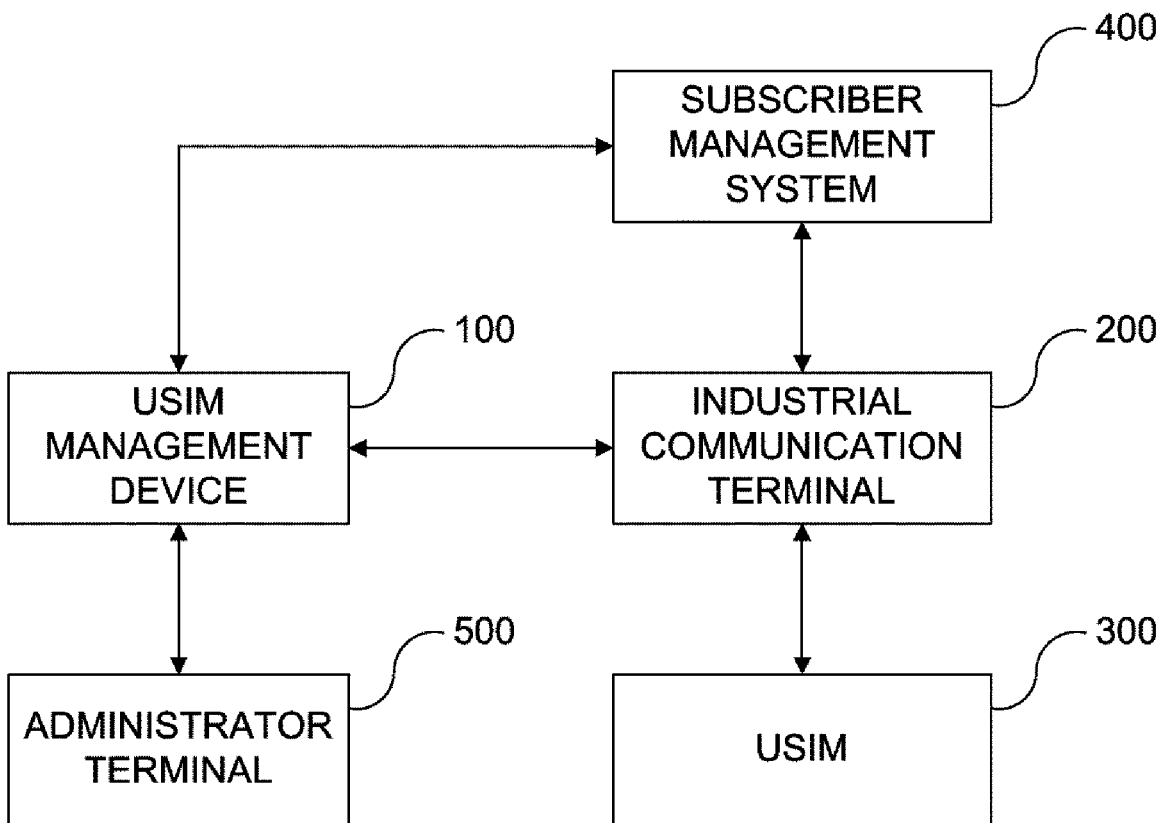 400
SUBSCRIBER
MANAGEMENT
SYSTEM
100
200
USIM
MANAGEMENT
DEVICE
INDUSTRIAL
COMMUNICATION
TERMINAL
500
300
ADMINISTRATOR
TERMINAL
USIM